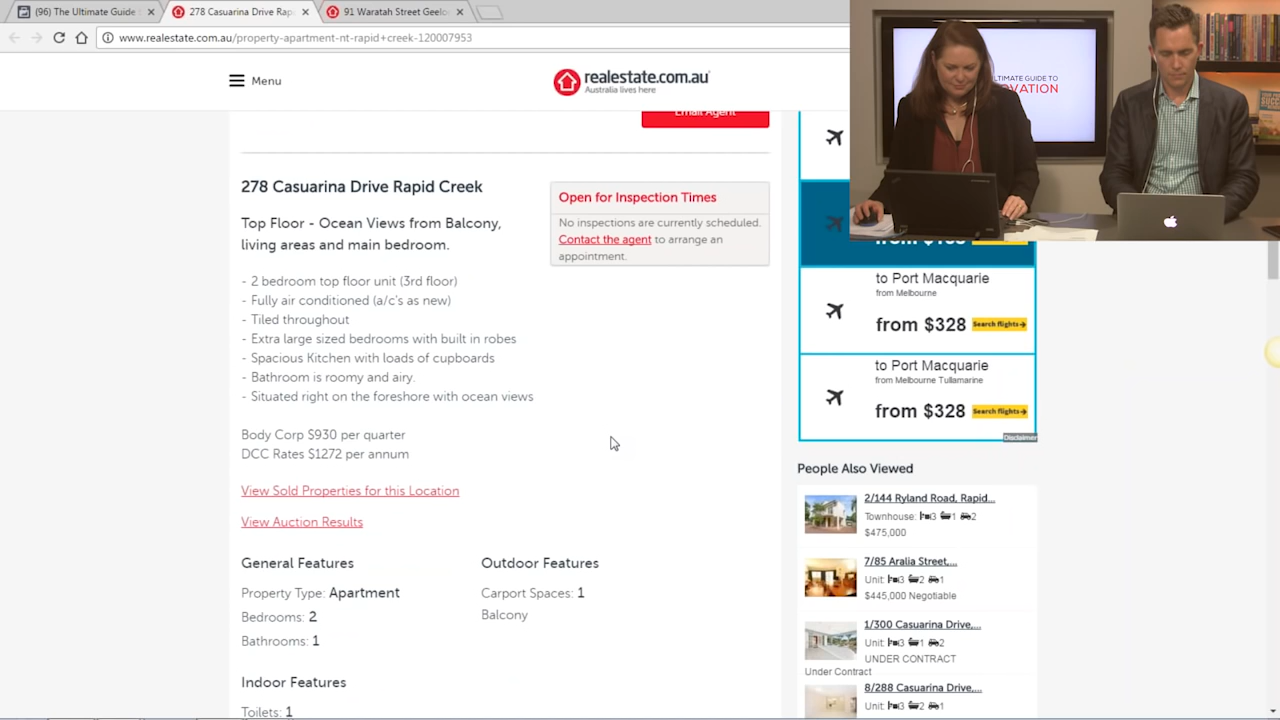 (96) The Ultimate Guide
278 Casuarina Drive Rap
91 Waratah Street Geelo
www.realestate.com.au/property-apartment-nt-rapid+creek-120007953
Menu
realestate.com.au
Australia lives here
ULTIMATE GUIDE TO
OVATION
Email Agent
278 Casuarina Drive Rapid Creek
Top Floor - Ocean Views from Balcony,
living areas and main bedroom.
Open for Inspection Times
No inspections are currently scheduled.
Contact the agent to arrange an
appointment.
- 2 bedroom top floor unit (3rd floor)
- Fully air conditioned (a/c's as new)
- Tiled throughout
- Extra large sized bedrooms with built in robes
- Spacious Kitchen with loads of cupboards
- Bathroom is roomy and airy.
- Situated right on the foreshore with ocean views
Body Corp $930 per quarter
DCC Rates $1272 per annum
View Sold Properties for this Location
View Auction Results
General Features
Property Type: Apartment
Bedrooms: 2
Bathrooms: 1
Outdoor Features
Carport Spaces: 1
Balcony
Indoor Features
Toilets: 1
to Port Macquarie
from Melbourne
from $328
Search flights
to Port Macquarie
from Melbourne Tullamarine
from $328
Search flights
Disclaimer
People Also Viewed
2/144 Ryland Road, Rapid...
Townhouse: 3 1 2
$475,000
7/85 Aralia Street,...
Unit: 3 2 1
$445,000 Negotiable
1/300 Casuarina Drive,...
Unit: 3 1 2
UNDER CONTRACT
Under Contract
8/288 Casuarina Drive,...
Unit: 3 2 1